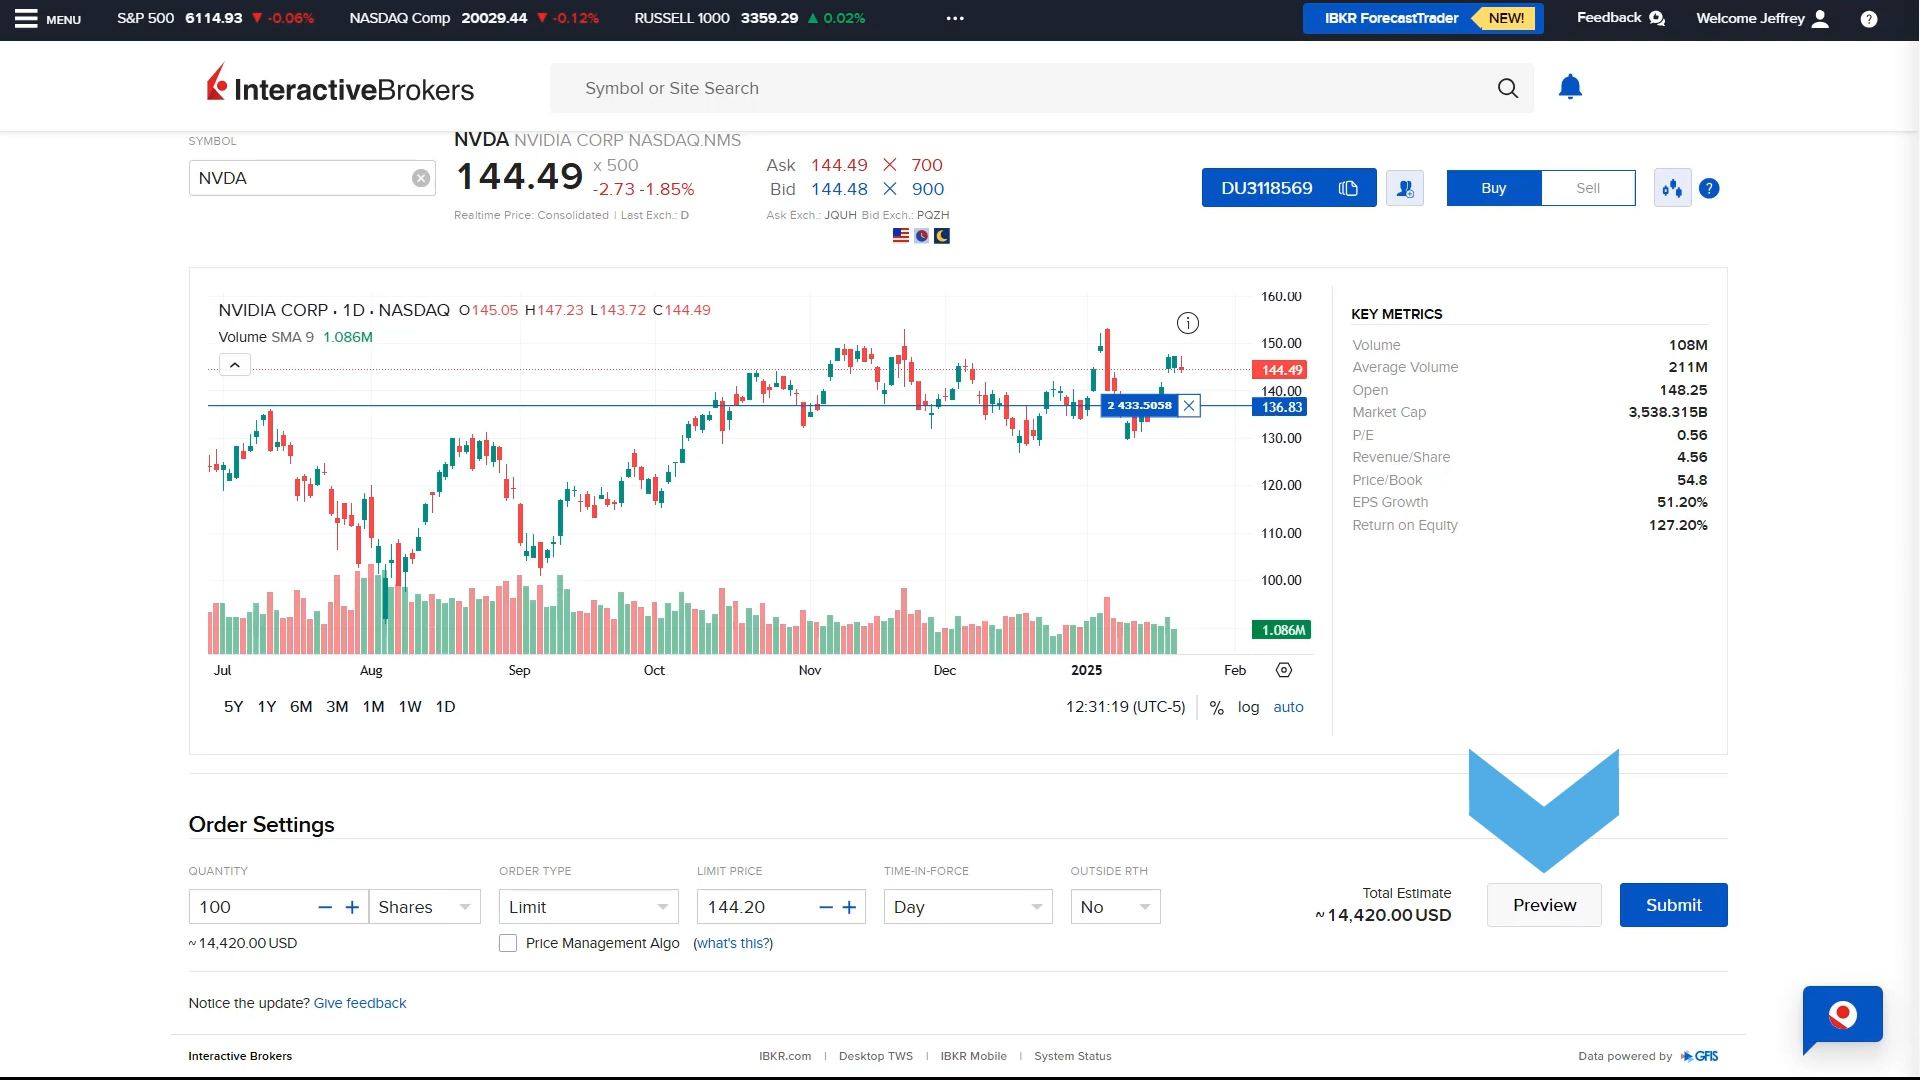 MENU S&P 500 6114.93 ▼ -0.06% NASDAQ Comp 20029.44 ▼ -0.12% RUSSELL 1000 3359.29 ▲ 0.02% ••• IBKR ForecastTrader NEW! Feedback Welcome Jeffrey ?
InteractiveBrokers Symbol or Site Search
SYMBOL
NVDA
NVDA NVIDIA CORP NASDAQ.NMS
144.49 x 500
-2.73 -1.85%
Realtime Price: Consolidated | Last Exch.: D
Ask 144.49 × 700
Bid 144.48 × 900
Ask Exch.: JQUH Bid Exch.: PQZH
DU3118569 Buy Sell ?
NVIDIA CORP · 1D · NASDAQ O145.05 H147.23 L143.72 C144.49
Volume SMA 9 1.086M
160.00
150.00
144.49
140.00
2 433.5058 136.83
130.00
120.00
110.00
100.00
1.086M
Jul Aug Sep Oct Nov Dec 2025 Feb
5Y 1Y 6M 3M 1M 1W 1D 12:31:19 (UTC-5) % log auto
KEY METRICS
Volume 108M
Average Volume 211M
Open 148.25
Market Cap 3,538.315B
P/E 0.56
Revenue/Share 4.56
Price/Book 54.8
EPS Growth 51.20%
Return on Equity 127.20%
Order Settings
QUANTITY ORDER TYPE LIMIT PRICE TIME-IN-FORCE OUTSIDE RTH
100 − + Shares Limit 144.20 − + Day No
~14,420.00 USD Price Management Algo (what's this?)
Total Estimate
~14,420.00 USD
Preview Submit
Notice the update? Give feedback
Interactive Brokers IBKR.com | Desktop TWS | IBKR Mobile | System Status Data powered by GFIS